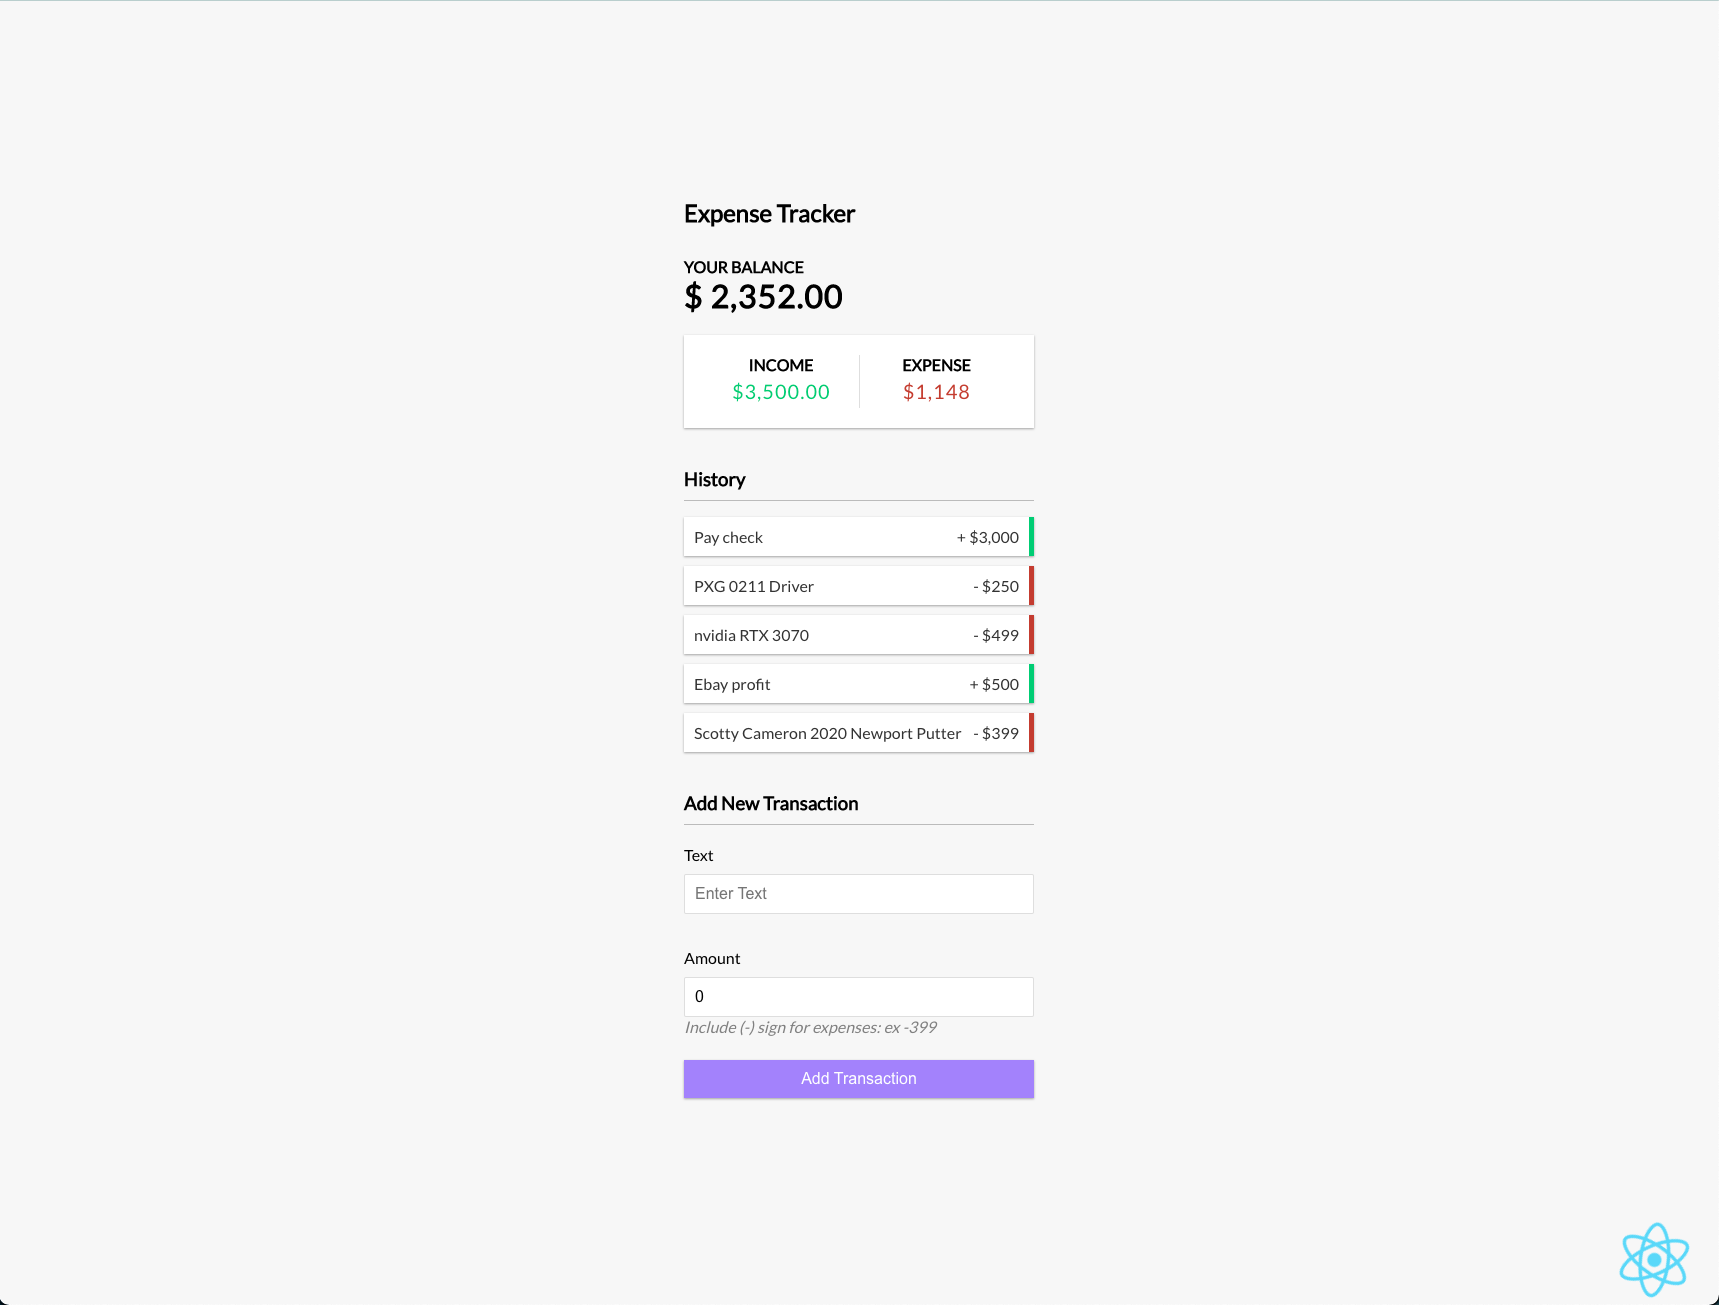 Expense Tracker
YOUR BALANCE
$ 2,352.00
INCOME EXPENSE
$3,500.00 $1,148
History
Pay check + $3,000
PXG 0211 Driver - $250
nvidia RTX 3070 - $499
Ebay profit + $500
Scotty Cameron 2020 Newport Putter - $399
Add New Transaction
Text
Enter Text
Amount
0
Include (-) sign for expenses: ex -399
Add Transaction